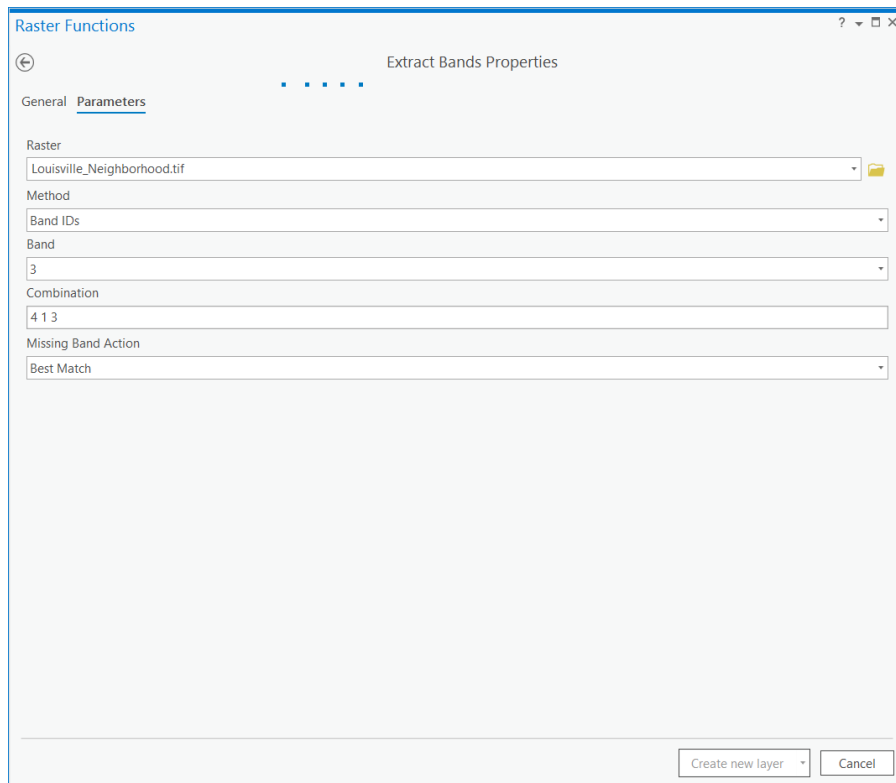 Raster Functions
?
Extract Bands Properties
General Parameters
Raster
Louisville_Neighborhood.tif
Method
Band IDs
Band
3
Combination
4 1 3
Missing Band Action
Best Match
Create new layer
Cancel